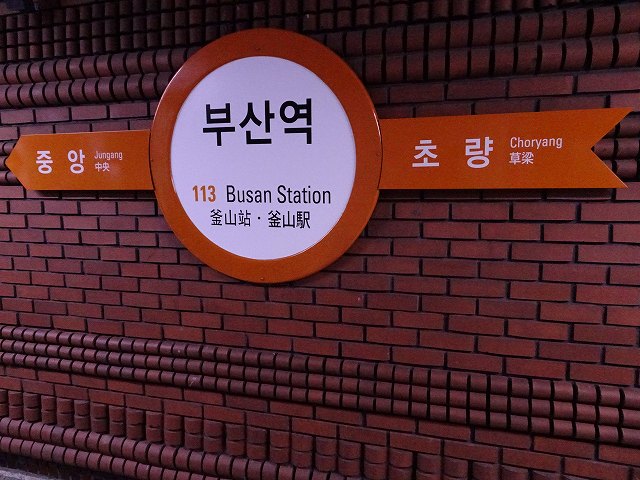 중 앙 Jungang
中央
부산역
113 Busan Station
釜山站 · 釜山駅
초 량 Choryang
草梁